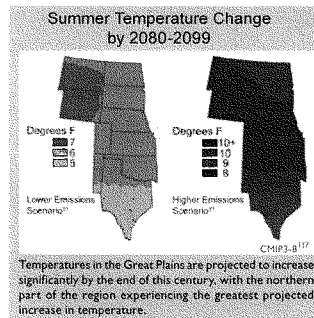 Summer Temperature Change
by 2080-2099
Degrees F
7
6
5
Degrees F
10+
10
9
8
Lower Emissions
Scenario
Higher Emissions
Scenario
CMIP3-B117
Temperatures in the Great Plains are projected to increase
significantly by the end of this century, with the northern
part of the region experiencing the greatest projected
increase in temperature.